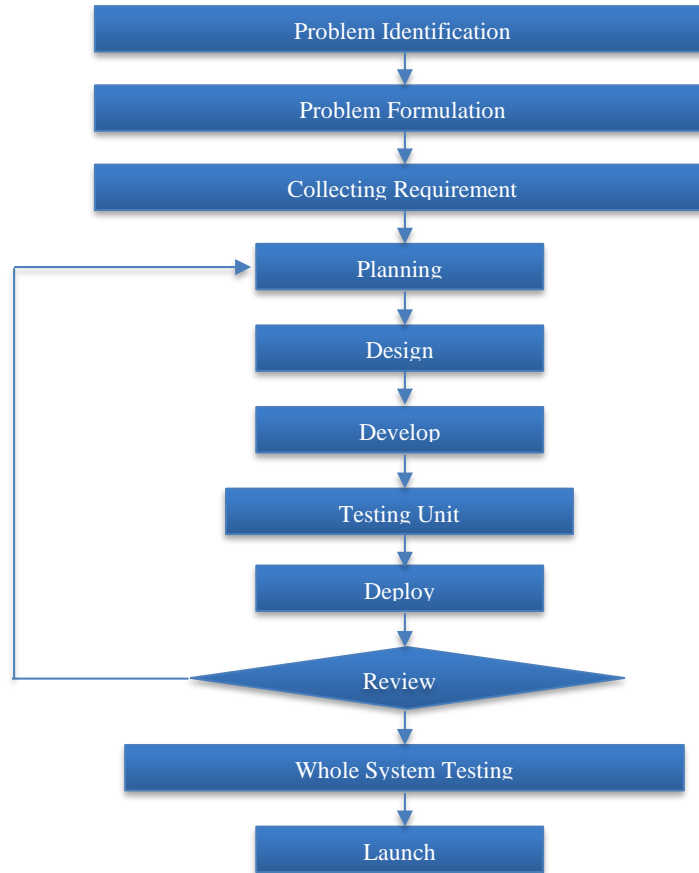 Problem Identification
Problem Formulation
Collecting Requirement
Planning
Design
Develop
Testing Unit
Deploy
Review
Whole System Testing
Launch